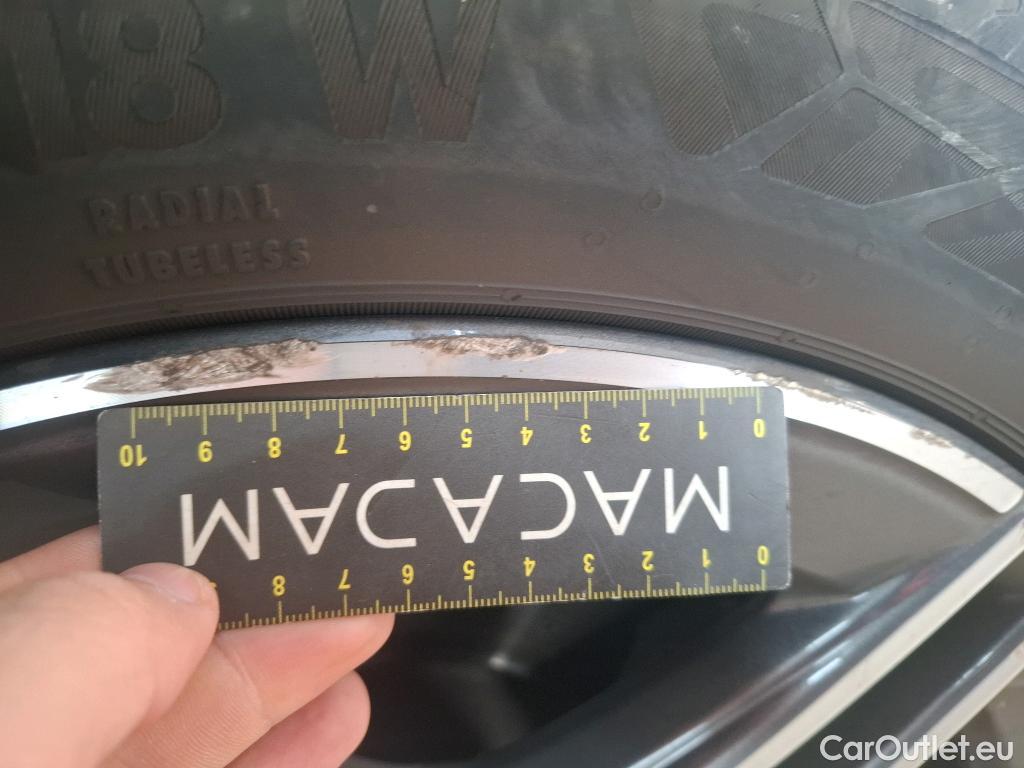 18 W
RADIAL
TUBELESS
10 9 8 7 6 5 4 3 2 1 0
MACADAM
8 7 6 5 4 3 2 1 0
CarOutlet.eu